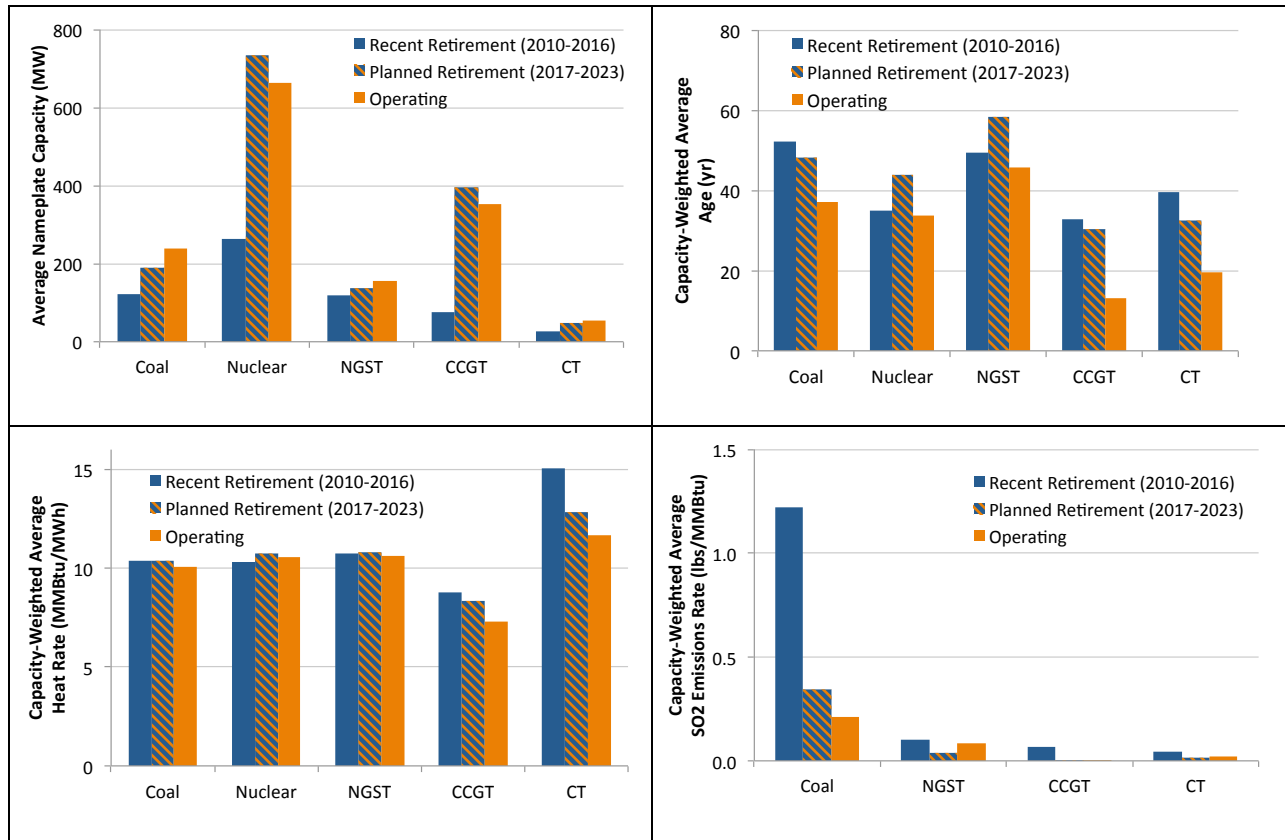 Average Nameplate Capacity (MW)
800
600
400
200
0
Recent Retirement (2010-2016)
Planned Retirement (2017-2023)
Operating
Coal Nuclear NGST CCGT CT
Capacity-Weighted Average
Age (yr)
80
60
40
20
0
Recent Retirement (2010-2016)
Planned Retirement (2017-2023)
Operating
Coal Nuclear NGST CCGT CT
Capacity-Weighted Average
Heat Rate (MMBtu/MWh)
15
10
5
0
Recent Retirement (2010-2016)
Planned Retirement (2017-2023)
Operating
Coal Nuclear NGST CCGT CT
Capacity-Weighted Average
SO2 Emissions Rate (lbs/MMBtu)
1.5
1.0
0.5
0.0
Recent Retirement (2010-2016)
Planned Retirement (2017-2023)
Operating
Coal NGST CCGT CT